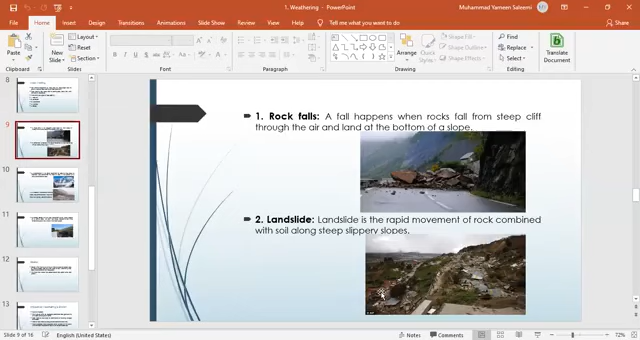 1. Weathering - PowerPoint
Muhammad Yameen Saleemi
File Home Insert Design Transitions Animations Slide Show Review View Help Tell me what you want to do
Share
Paste
New
Slide
Layout
Reset
Section
Arrange
Quick
Styles
Shape Fill
Shape Outline
Shape Effects
Find
Replace
Select
Translate
Document
Clipboard Slides Font Paragraph Drawing Editing
8
9
10
11
12
13
1. Rock falls: A fall happens when rocks fall from steep cliff
through the air and land at the bottom of a slope.
2. Landslide: Landslide is the rapid movement of rock combined
with soil along steep slippery slopes.
Slide 9 of 16 English (United States) Notes Comments 72%